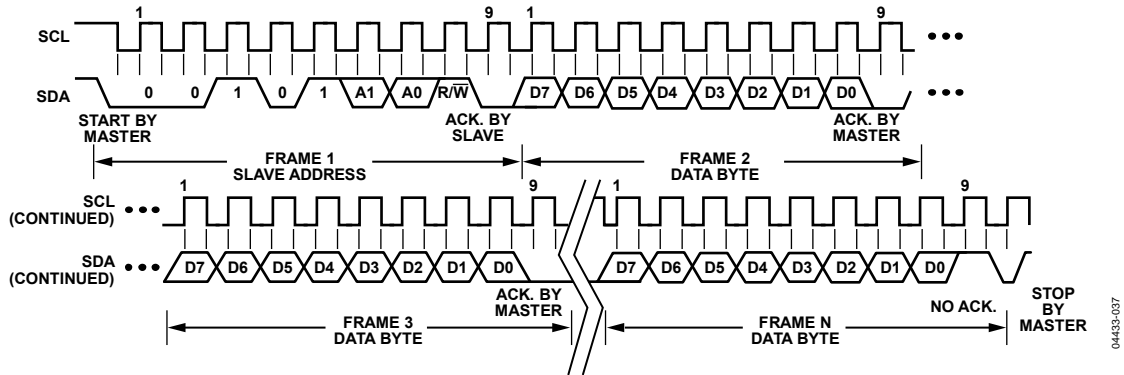 1 9 1 9
SCL
SDA 0 0 1 0 1 A1 A0 R/W̅ D7 D6 D5 D4 D3 D2 D1 D0
START BY MASTER
ACK. BY SLAVE
ACK. BY MASTER
FRAME 1
SLAVE ADDRESS
FRAME 2
DATA BYTE
1 9 1 9
SCL
(CONTINUED)
SDA
(CONTINUED)
D7 D6 D5 D4 D3 D2 D1 D0 D7 D6 D5 D4 D3 D2 D1 D0
ACK. BY
MASTER
NO ACK.
STOP
BY
MASTER
FRAME 3
DATA BYTE
FRAME N
DATA BYTE
04433-037